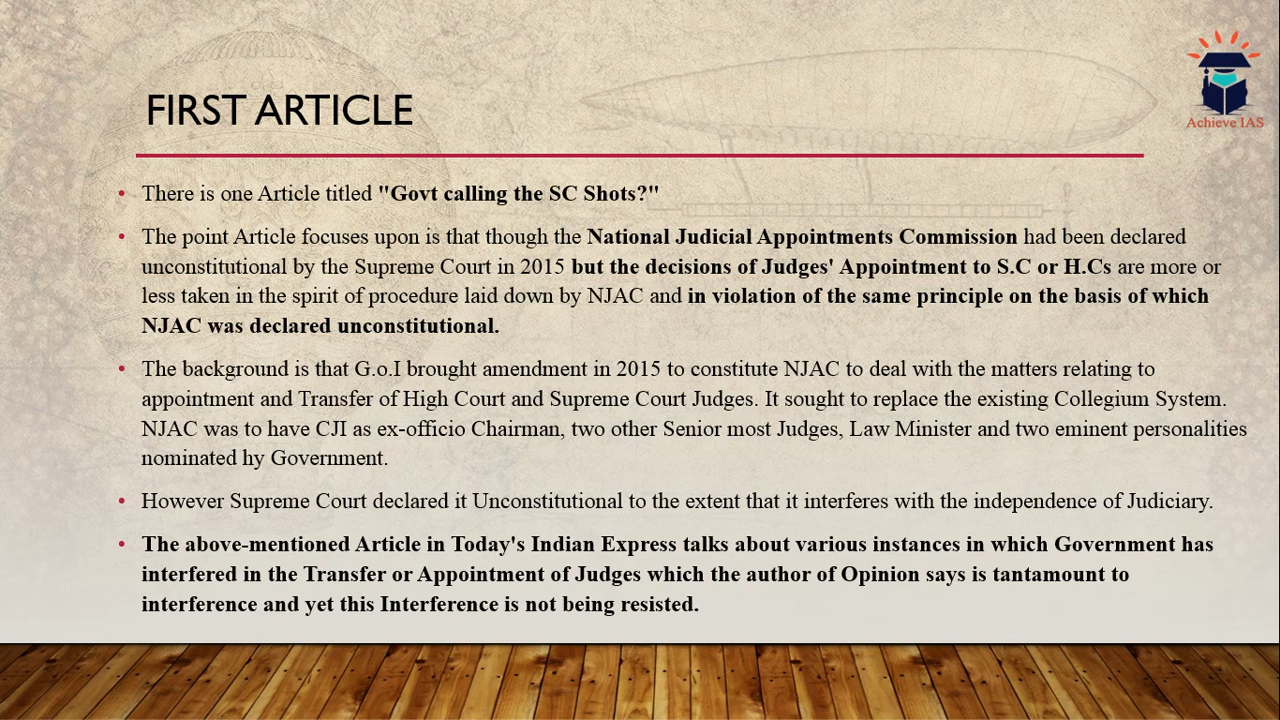 FIRST ARTICLE
Achieve IAS
• There is one Article titled "Govt calling the SC Shots?"
• The point Article focuses upon is that though the National Judicial Appointments Commission had been declared
unconstitutional by the Supreme Court in 2015 but the decisions of Judges' Appointment to S.C or H.Cs are more or
less taken in the spirit of procedure laid down by NJAC and in violation of the same principle on the basis of which
NJAC was declared unconstitutional.
• The background is that G.o.I brought amendment in 2015 to constitute NJAC to deal with the matters relating to
appointment and Transfer of High Court and Supreme Court Judges. It sought to replace the existing Collegium System.
NJAC was to have CJI as ex-officio Chairman, two other Senior most Judges, Law Minister and two eminent personalities
nominated hy Government.
• However Supreme Court declared it Unconstitutional to the extent that it interferes with the independence of Judiciary.
• The above-mentioned Article in Today's Indian Express talks about various instances in which Government has
interfered in the Transfer or Appointment of Judges which the author of Opinion says is tantamount to
interference and yet this Interference is not being resisted.